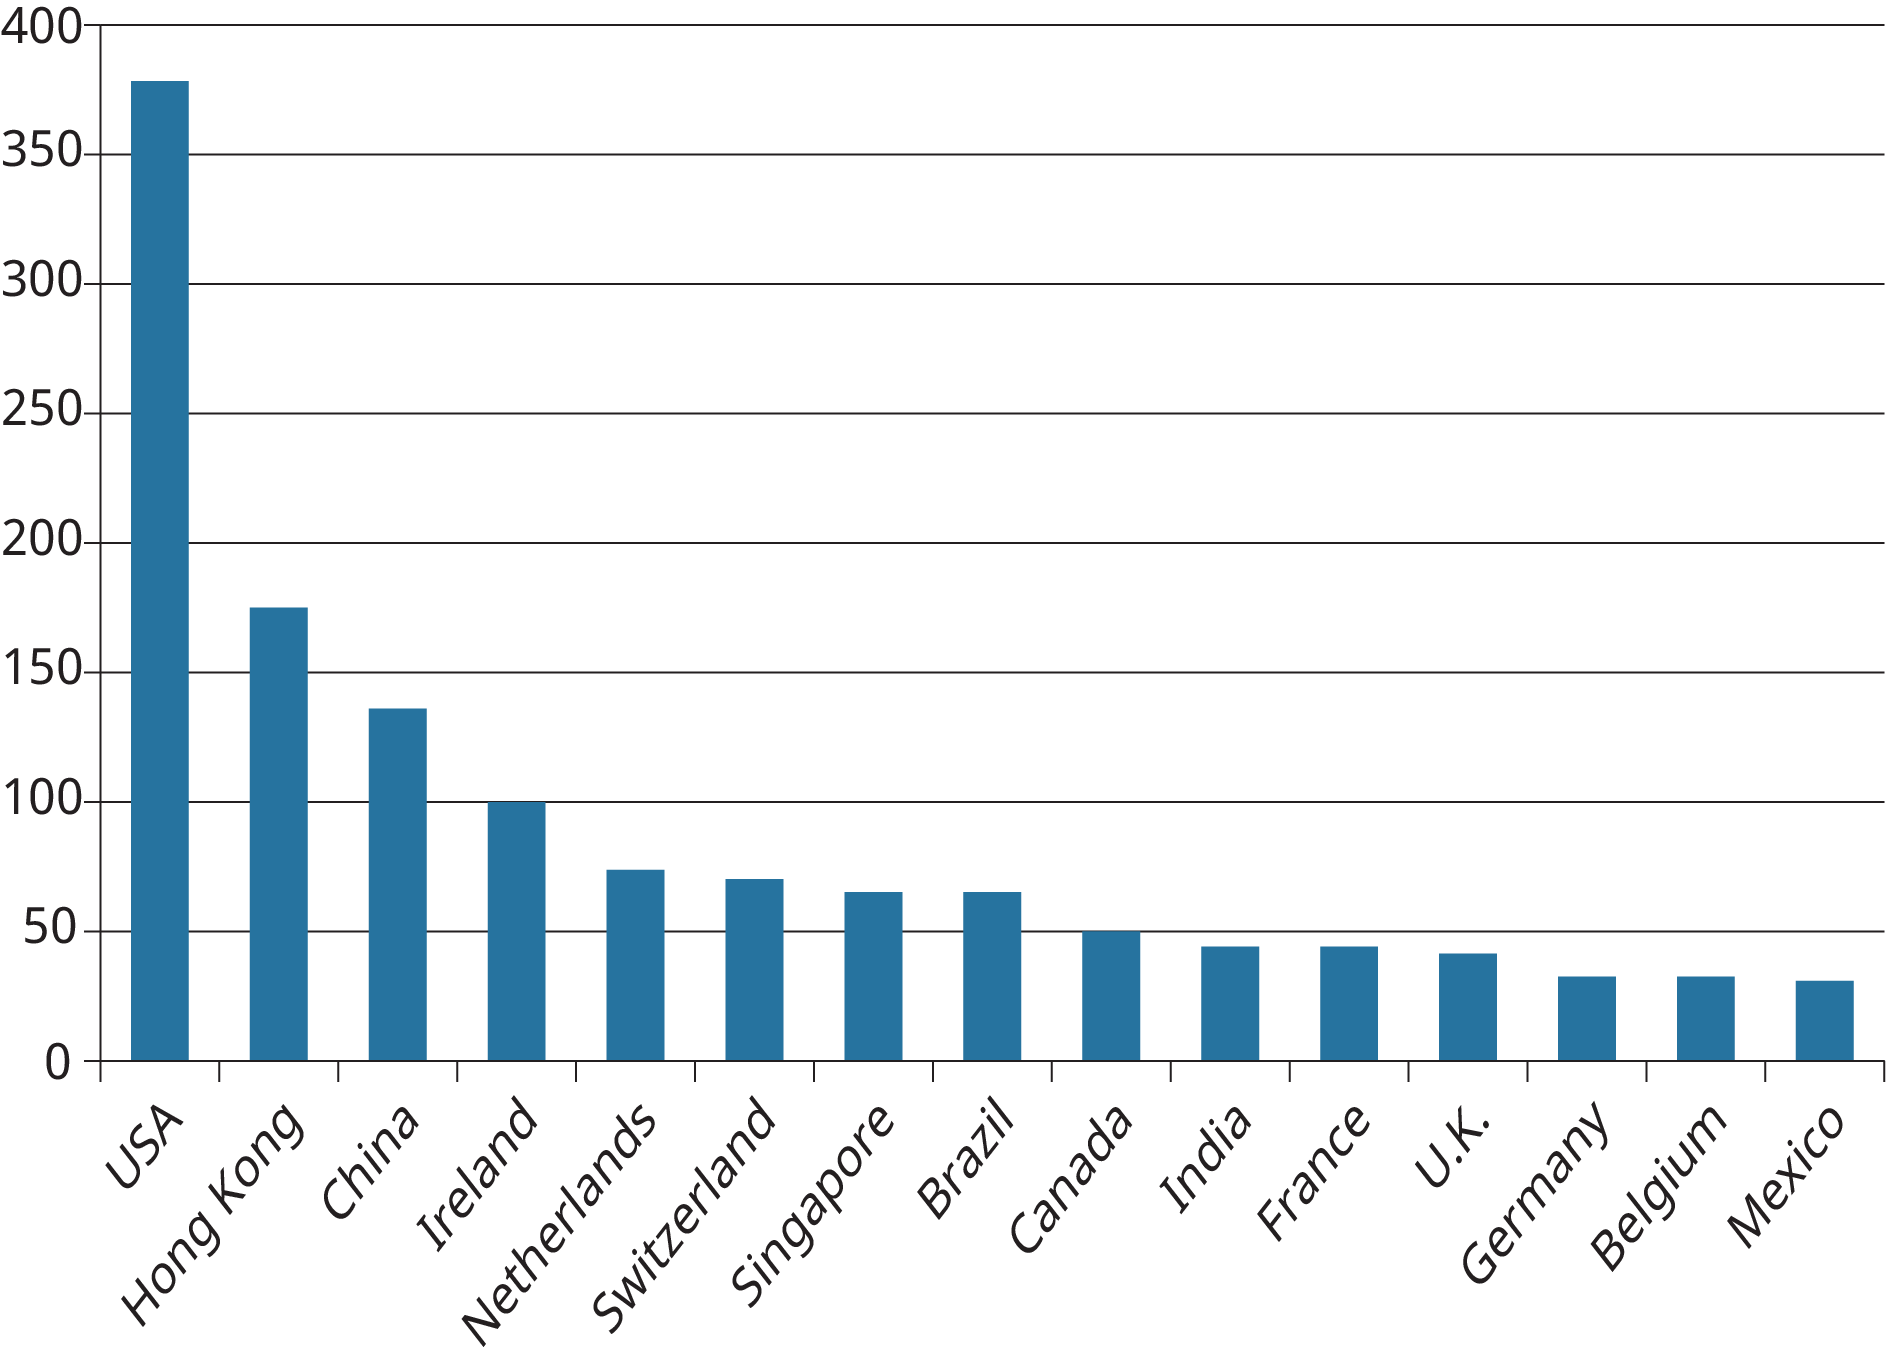 400
350
300
250
200
150
100
50
0
USA
Hong Kong
China
Ireland
Netherlands
Switzerland
Singapore
Brazil
Canada
India
France
U.K.
Germany
Belgium
Mexico